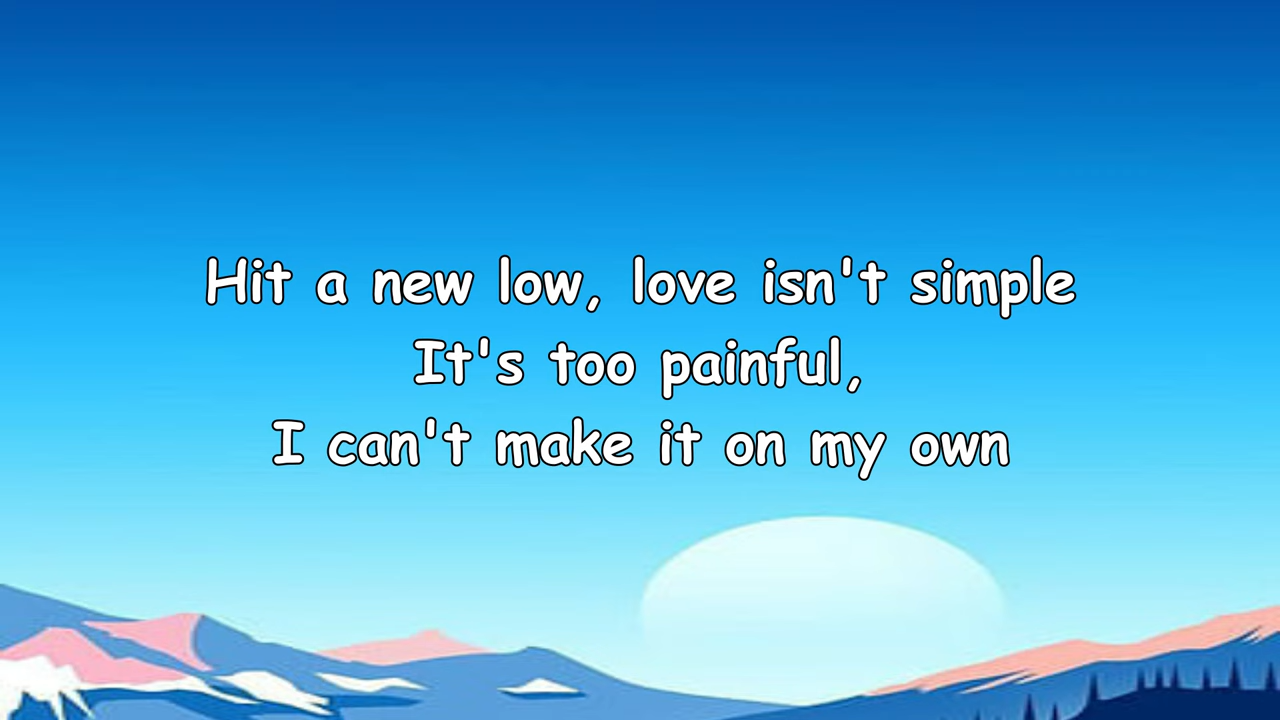 Hit a new low, love isn't simple
It's too painful,
I can't make it on my own